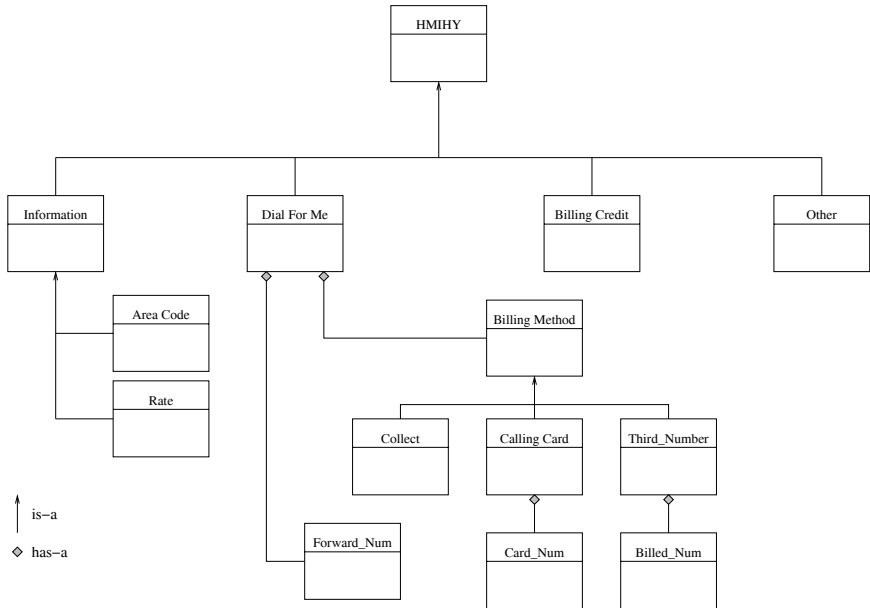 HMIHY
Information
Dial For Me
Billing Credit
Other
Area Code
Billing Method
Rate
Collect
Calling Card
Third_Number
is-a
has-a
Forward_Num
Card_Num
Billed_Num